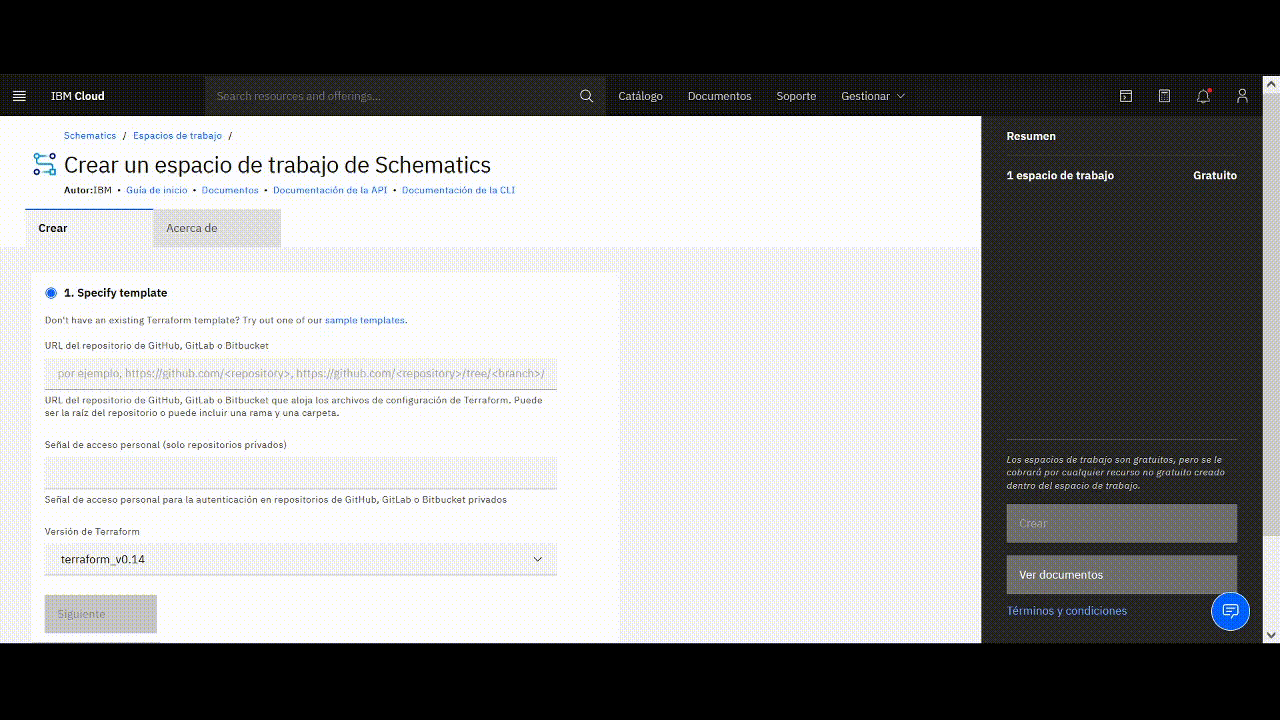 IBM Cloud
Search resources and offerings...
Catálogo
Documentos
Soporte
Gestionar
Schematics / Espacios de trabajo /
Crear un espacio de trabajo de Schematics
Autor:IBM • Guía de inicio • Documentos • Documentación de la API • Documentación de la CLI
Crear
Acerca de
1. Specify template
Don't have an existing Terraform template? Try out one of our sample templates.
URL del repositorio de GitHub, GitLab o Bitbucket
por ejemplo, https://github.com/<repository>, https://github.com/<repository>/tree/<branch>/
URL del repositorio de GitHub, GitLab o Bitbucket que aloja los archivos de configuración de Terraform. Puede
ser la raíz del repositorio o puede incluir una rama y una carpeta.
Señal de acceso personal (solo repositorios privados)
Señal de acceso personal para la autenticación en repositorios de GitHub, GitLab o Bitbucket privados
Versión de Terraform
terraform_v0.14
Siguiente
Resumen
1 espacio de trabajo
Gratuito
Los espacios de trabajo son gratuitos, pero se le
cobrará por cualquier recurso no gratuito creado
dentro del espacio de trabajo.
Crear
Ver documentos
Términos y condiciones